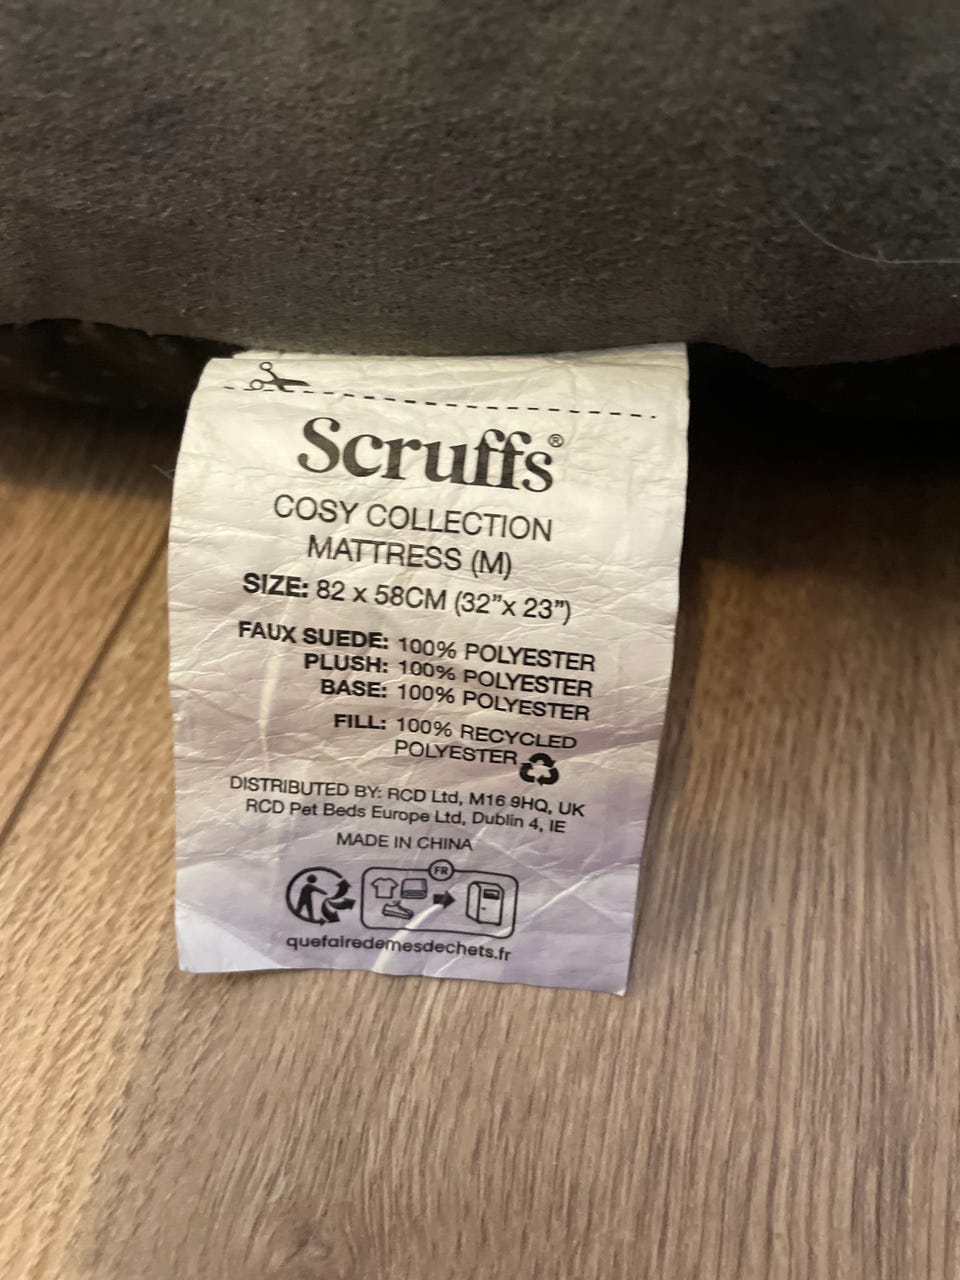 Scruffs®
COSY COLLECTION
MATTRESS (M)
SIZE: 82 x 58CM (32”x 23”)
FAUX SUEDE: 100% POLYESTER
PLUSH: 100% POLYESTER
BASE: 100% POLYESTER
FILL: 100% RECYCLED
POLYESTER
DISTRIBUTED BY: RCD Ltd, M16 9HQ, UK
RCD Pet Beds Europe Ltd, Dublin 4, IE
MADE IN CHINA
FR
quefairedemesdechets.fr